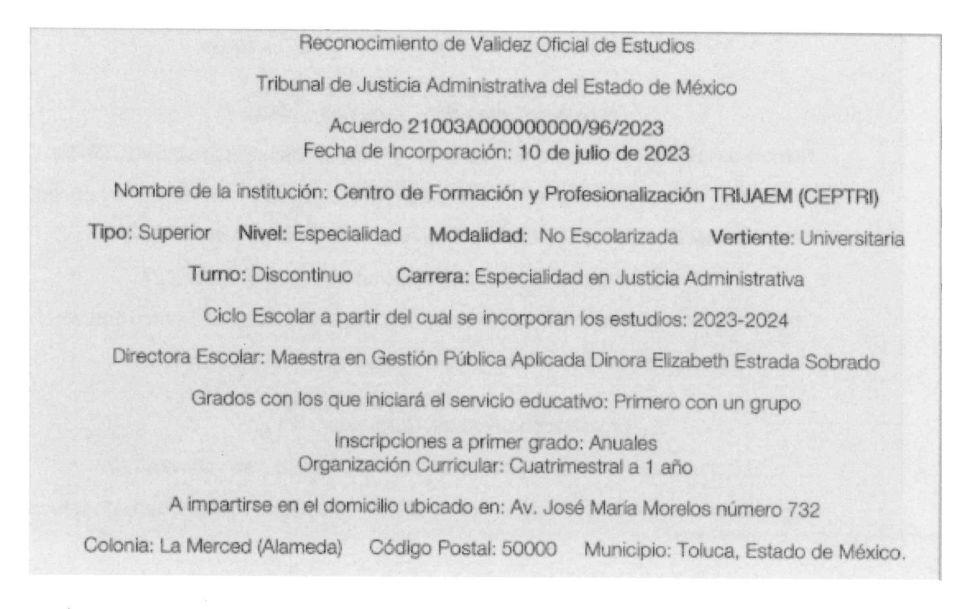 Reconocimiento de Validez Oficial de Estudios
Tribunal de Justicia Administrativa del Estado de México
Acuerdo 21003A000000000/96/2023
Fecha de Incorporación: 10 de julio de 2023
Nombre de la institución: Centro de Formación y Profesionalización TRIJAEM (CEPTRI)
Tipo: Superior Nivel: Especialidad Modalidad: No Escolarizada Vertiente: Universitaria
Turno: Discontinuo Carrera: Especialidad en Justicia Administrativa
Ciclo Escolar a partir del cual se incorporan los estudios: 2023-2024
Directora Escolar: Maestra en Gestión Pública Aplicada Dinora Elizabeth Estrada Sobrado
Grados con los que iniciará el servicio educativo: Primero con un grupo
Inscripciones a primer grado: Anuales
Organización Curricular: Cuatrimestral a 1 año
A impartirse en el domicilio ubicado en: Av. José María Morelos número 732
Colonia: La Merced (Alameda) Código Postal: 50000 Municipio: Toluca, Estado de México.